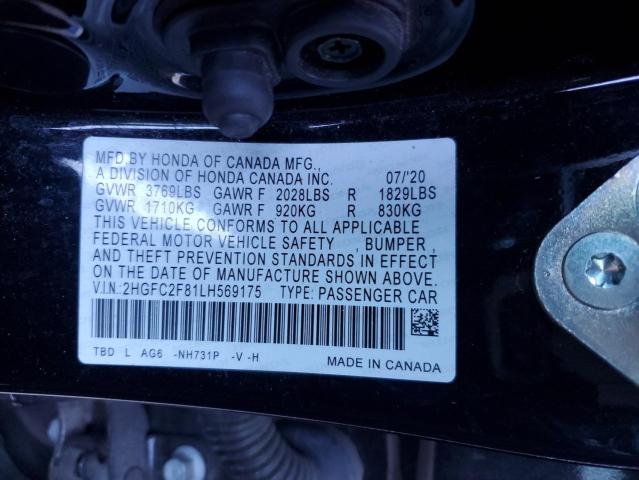 MFD.BY HONDA OF CANADA MFG.,
A DIVISION OF HONDA CANADA INC. 07/'20
GVWR 3769LBS GAWR F 2028LBS R 1829LBS
GVWR 1710KG GAWR F 920KG R 830KG
THIS VEHICLE CONFORMS TO ALL APPLICABLE
FEDERAL MOTOR VEHICLE SAFETY , BUMPER,
AND THEFT PREVENTION STANDARDS IN EFFECT
ON THE DATE OF MANUFACTURE SHOWN ABOVE.
V.I.N.:2HGFC2F81LH569175 TYPE: PASSENGER CAR
TBD L AG6 -NH731P -V -H
MADE IN CANADA